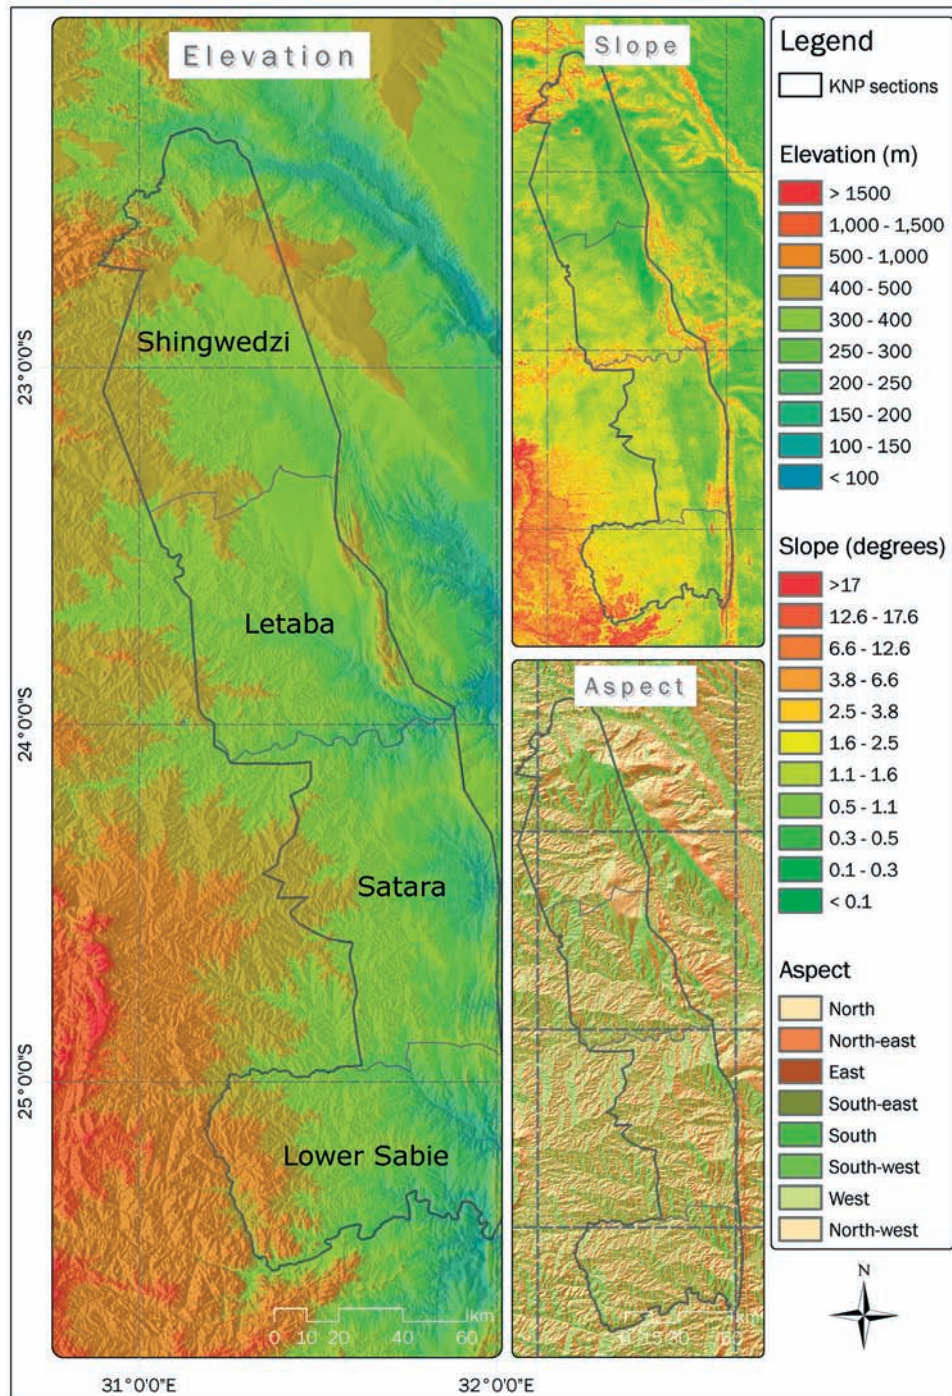 Elevation
Shingwedzi
Letaba
Satara
Lower Sabie
23°0'0"S
24°0'0"S
25°0'0"S
31°0'0"E
32°0'0"E
km
0 10 20 40 60
Slope
Aspect
Legend
KNP sections
Elevation (m)
> 1500
1,000 - 1,500
500 - 1,000
400 - 500
300 - 400
250 - 300
200 - 250
150 - 200
100 - 150
< 100
Slope (degrees)
>17
12.6 - 17.6
6.6 - 12.6
3.8 - 6.6
2.5 - 3.8
1.6 - 2.5
1.1 - 1.6
0.5 - 1.1
0.3 - 0.5
0.1 - 0.3
< 0.1
Aspect
North
North-east
East
South-east
South
South-west
West
North-west
N